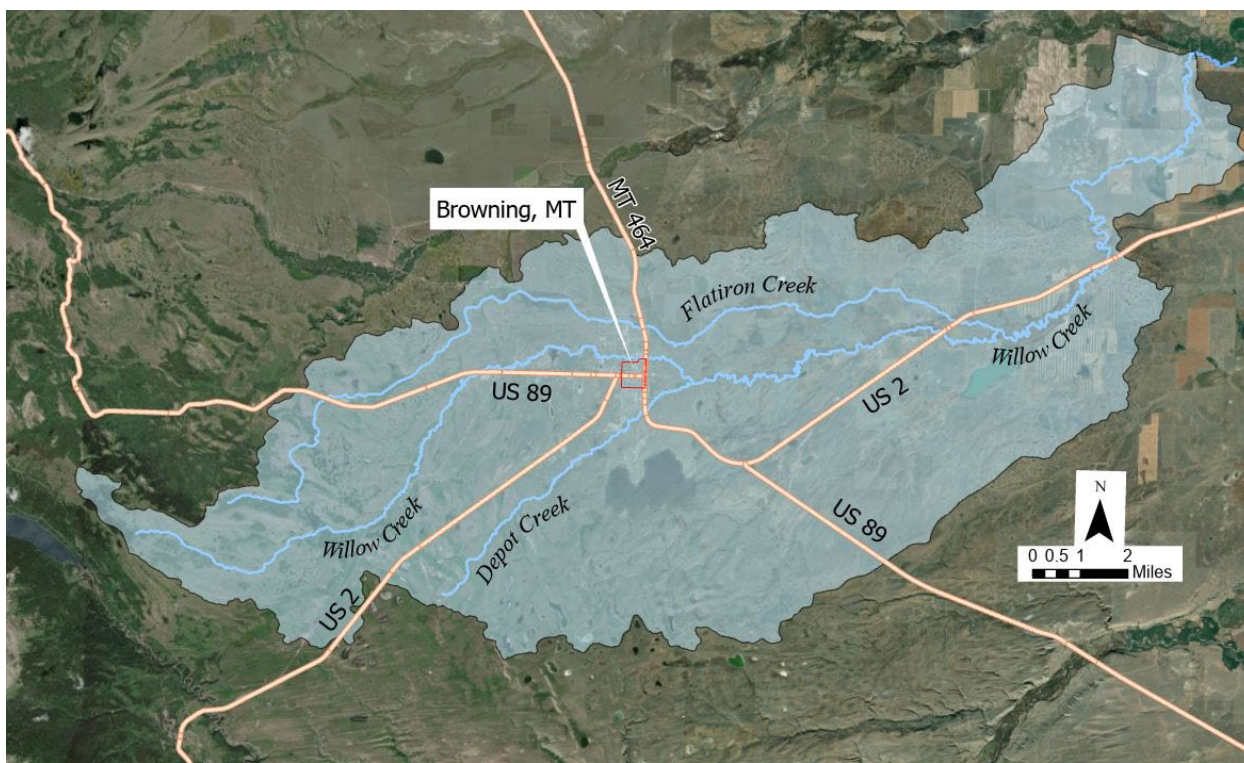 MT 464
Browning, MT
Flatiron Creek
Willow Creek
US 89
US 2
Willow Creek
Depot Creek
US 89
US 2
N
0 0.5 1 2
Miles